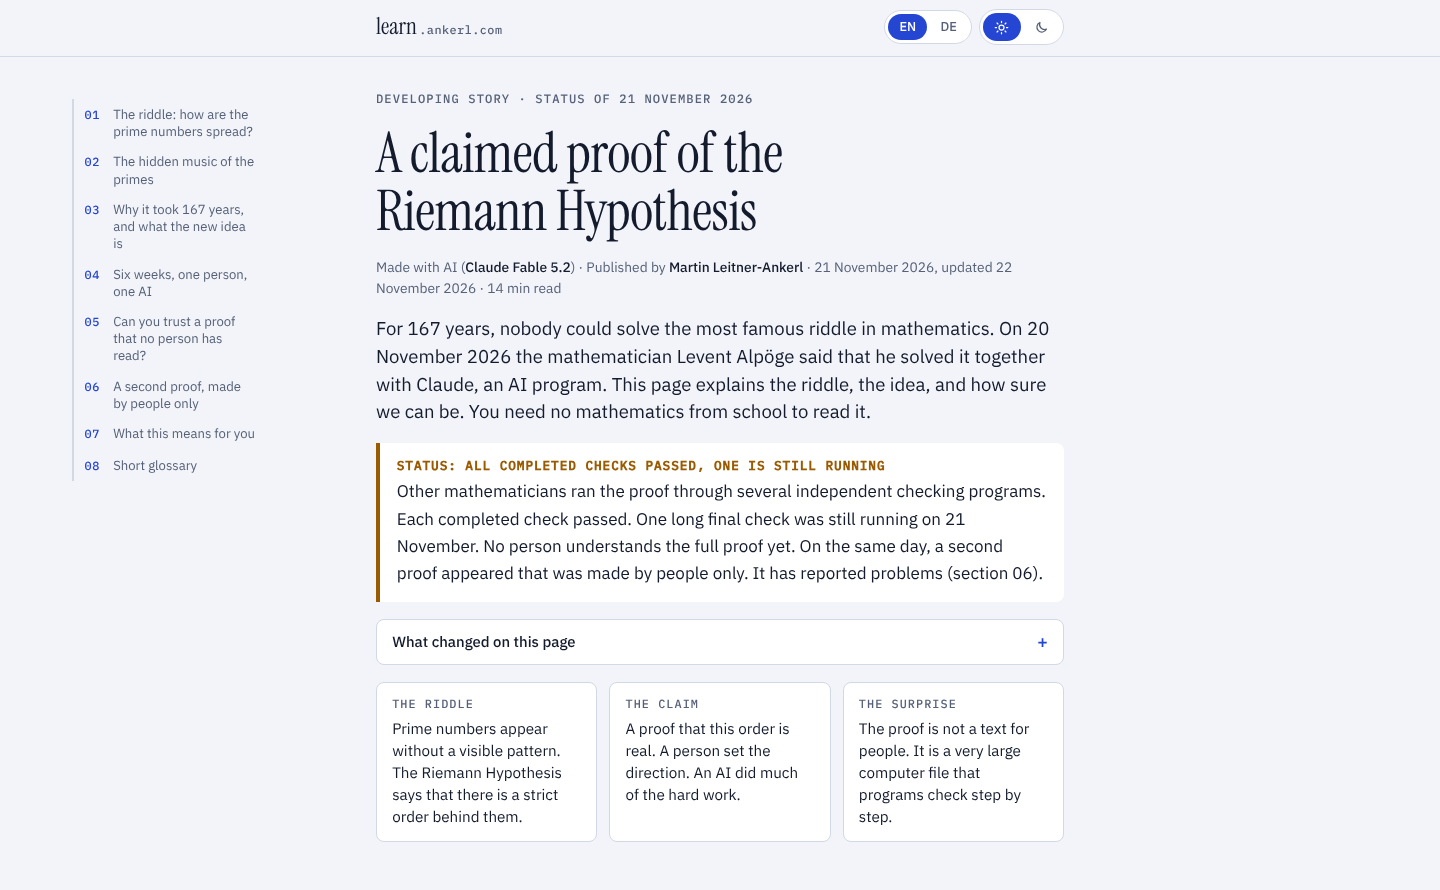 learn.ankerl.com
EN DE
01 The riddle: how are the
prime numbers spread?
02 The hidden music of the
primes
03 Why it took 167 years,
and what the new idea
is
04 Six weeks, one person,
one AI
05 Can you trust a proof
that no person has
read?
06 A second proof, made
by people only
07 What this means for you
08 Short glossary
DEVELOPING STORY · STATUS OF 21 NOVEMBER 2026
A claimed proof of the
Riemann Hypothesis
Made with AI (Claude Fable 5.2) · Published by Martin Leitner-Ankerl · 21 November 2026, updated 22
November 2026 · 14 min read
For 167 years, nobody could solve the most famous riddle in mathematics. On 20
November 2026 the mathematician Levent Alpöge said that he solved it together
with Claude, an AI program. This page explains the riddle, the idea, and how sure
we can be. You need no mathematics from school to read it.
STATUS: ALL COMPLETED CHECKS PASSED, ONE IS STILL RUNNING
Other mathematicians ran the proof through several independent checking programs.
Each completed check passed. One long final check was still running on 21
November. No person understands the full proof yet. On the same day, a second
proof appeared that was made by people only. It has reported problems (section 06).
What changed on this page +
THE RIDDLE
Prime numbers appear
without a visible pattern.
The Riemann Hypothesis
says that there is a strict
order behind them.
THE CLAIM
A proof that this order is
real. A person set the
direction. An AI did much
of the hard work.
THE SURPRISE
The proof is not a text for
people. It is a very large
computer file that
programs check step by
step.